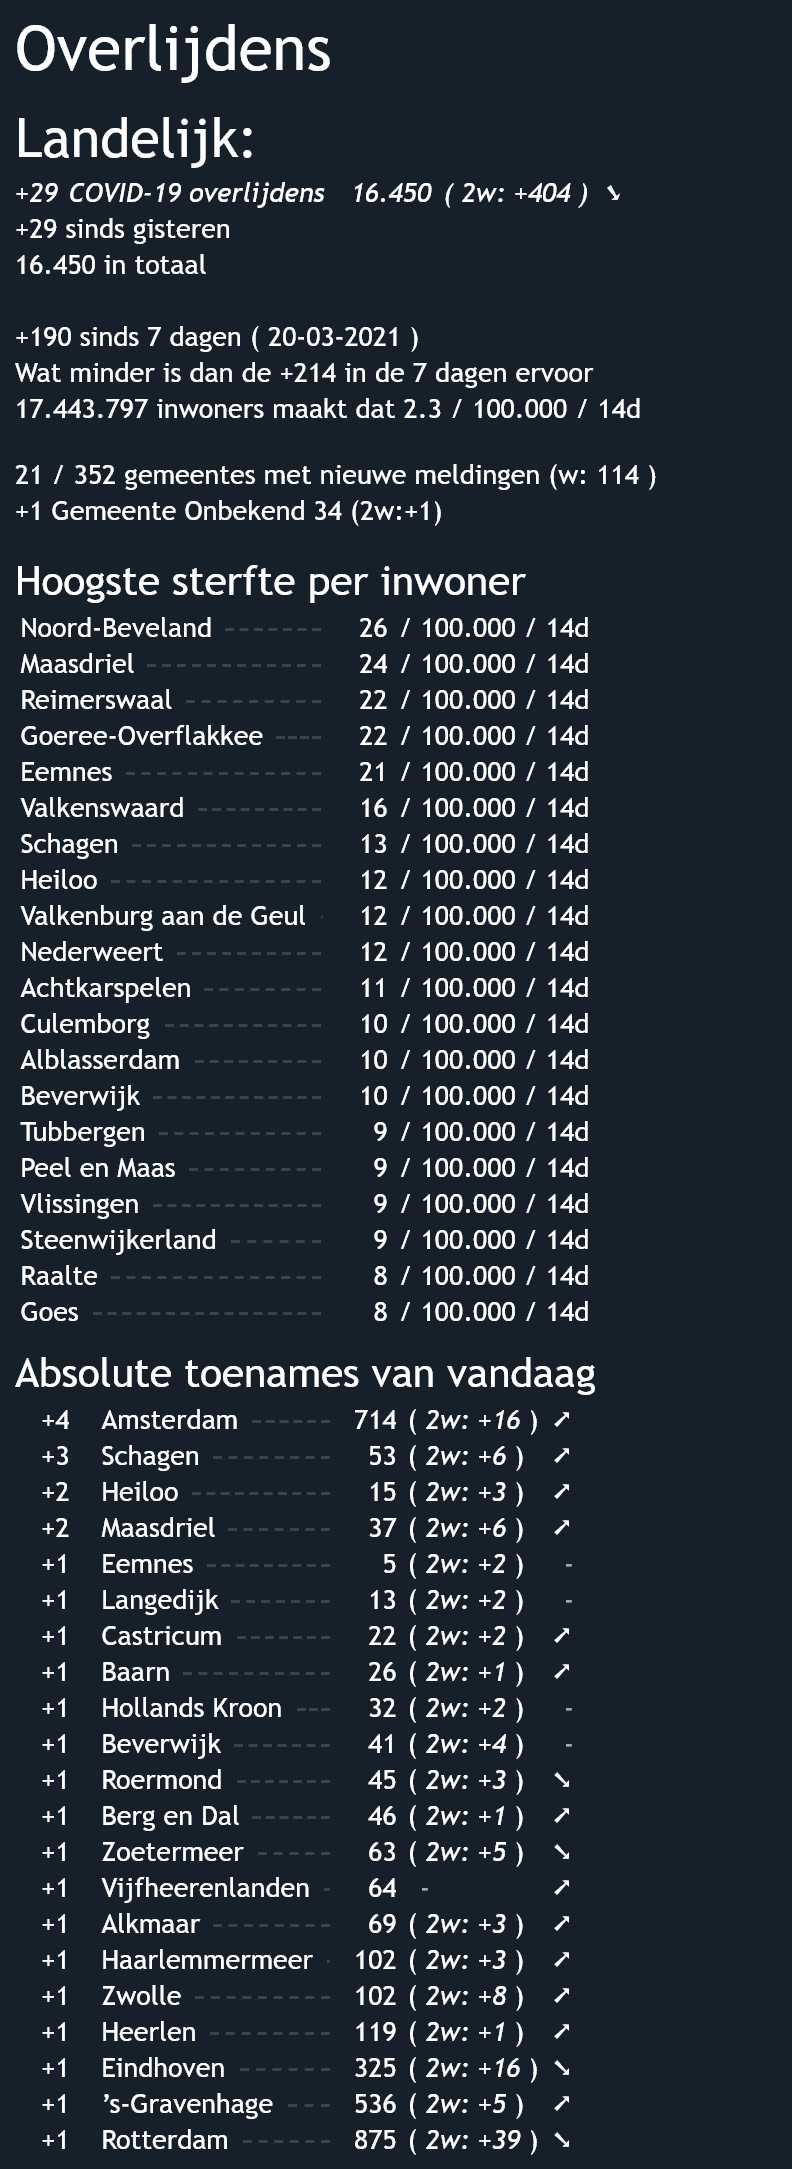 Overlijdens
Landelijk:
+29 COVID-19 overlijdens 16.450 ( 2w: +404 ) ➘
+29 sinds gisteren
16.450 in totaal
+190 sinds 7 dagen ( 20-03-2021 )
Wat minder is dan de +214 in de 7 dagen ervoor
17.443.797 inwoners maakt dat 2.3 / 100.000 / 14d
21 / 352 gemeentes met nieuwe meldingen (w: 114 )
+1 Gemeente Onbekend 34 (2w:+1)
Hoogste sterfte per inwoner
Noord-Beveland ------- 26 / 100.000 / 14d
Maasdriel ------------ 24 / 100.000 / 14d
Reimerswaal --------- 22 / 100.000 / 14d
Goeree-Overflakkee ---- 22 / 100.000 / 14d
Eemnes ------------- 21 / 100.000 / 14d
Valkenswaard --------- 16 / 100.000 / 14d
Schagen ------------- 13 / 100.000 / 14d
Heiloo -------------- 12 / 100.000 / 14d
Valkenburg aan de Geul - 12 / 100.000 / 14d
Nederweert ---------- 12 / 100.000 / 14d
Achtkarspelen -------- 11 / 100.000 / 14d
Culemborg ----------- 10 / 100.000 / 14d
Alblasserdam --------- 10 / 100.000 / 14d
Beverwijk ------------ 10 / 100.000 / 14d
Tubbergen ----------- 9 / 100.000 / 14d
Peel en Maas --------- 9 / 100.000 / 14d
Vlissingen ------------ 9 / 100.000 / 14d
Steenwijkerland ------ 9 / 100.000 / 14d
Raalte -------------- 8 / 100.000 / 14d
Goes ---------------- 8 / 100.000 / 14d
Absolute toenames van vandaag
+4 Amsterdam ------ 714 ( 2w: +16 ) ➚
+3 Schagen -------- 53 ( 2w: +6 ) ➚
+2 Heiloo ---------- 15 ( 2w: +3 ) ➚
+2 Maasdriel ------- 37 ( 2w: +6 ) ➚
+1 Eemnes --------- 5 ( 2w: +2 ) -
+1 Langedijk ------- 13 ( 2w: +2 ) -
+1 Castricum ------- 22 ( 2w: +2 ) ➚
+1 Baarn ---------- 26 ( 2w: +1 ) ➚
+1 Hollands Kroon --- 32 ( 2w: +2 ) -
+1 Beverwijk ------- 41 ( 2w: +4 ) -
+1 Roermond ------- 45 ( 2w: +3 ) ➘
+1 Berg en Dal ------ 46 ( 2w: +1 ) ➚
+1 Zoetermeer ----- 63 ( 2w: +5 ) ➘
+1 Vijfheerenlanden - 64 - ➚
+1 Alkmaar -------- 69 ( 2w: +3 ) ➚
+1 Haarlemmermeer - 102 ( 2w: +3 ) ➚
+1 Zwolle ---------- 102 ( 2w: +8 ) ➚
+1 Heerlen --------- 119 ( 2w: +1 ) ➚
+1 Eindhoven ------ 325 ( 2w: +16 ) ➘
+1 ’s-Gravenhage --- 536 ( 2w: +5 ) ➚
+1 Rotterdam ------ 875 ( 2w: +39 ) ➘